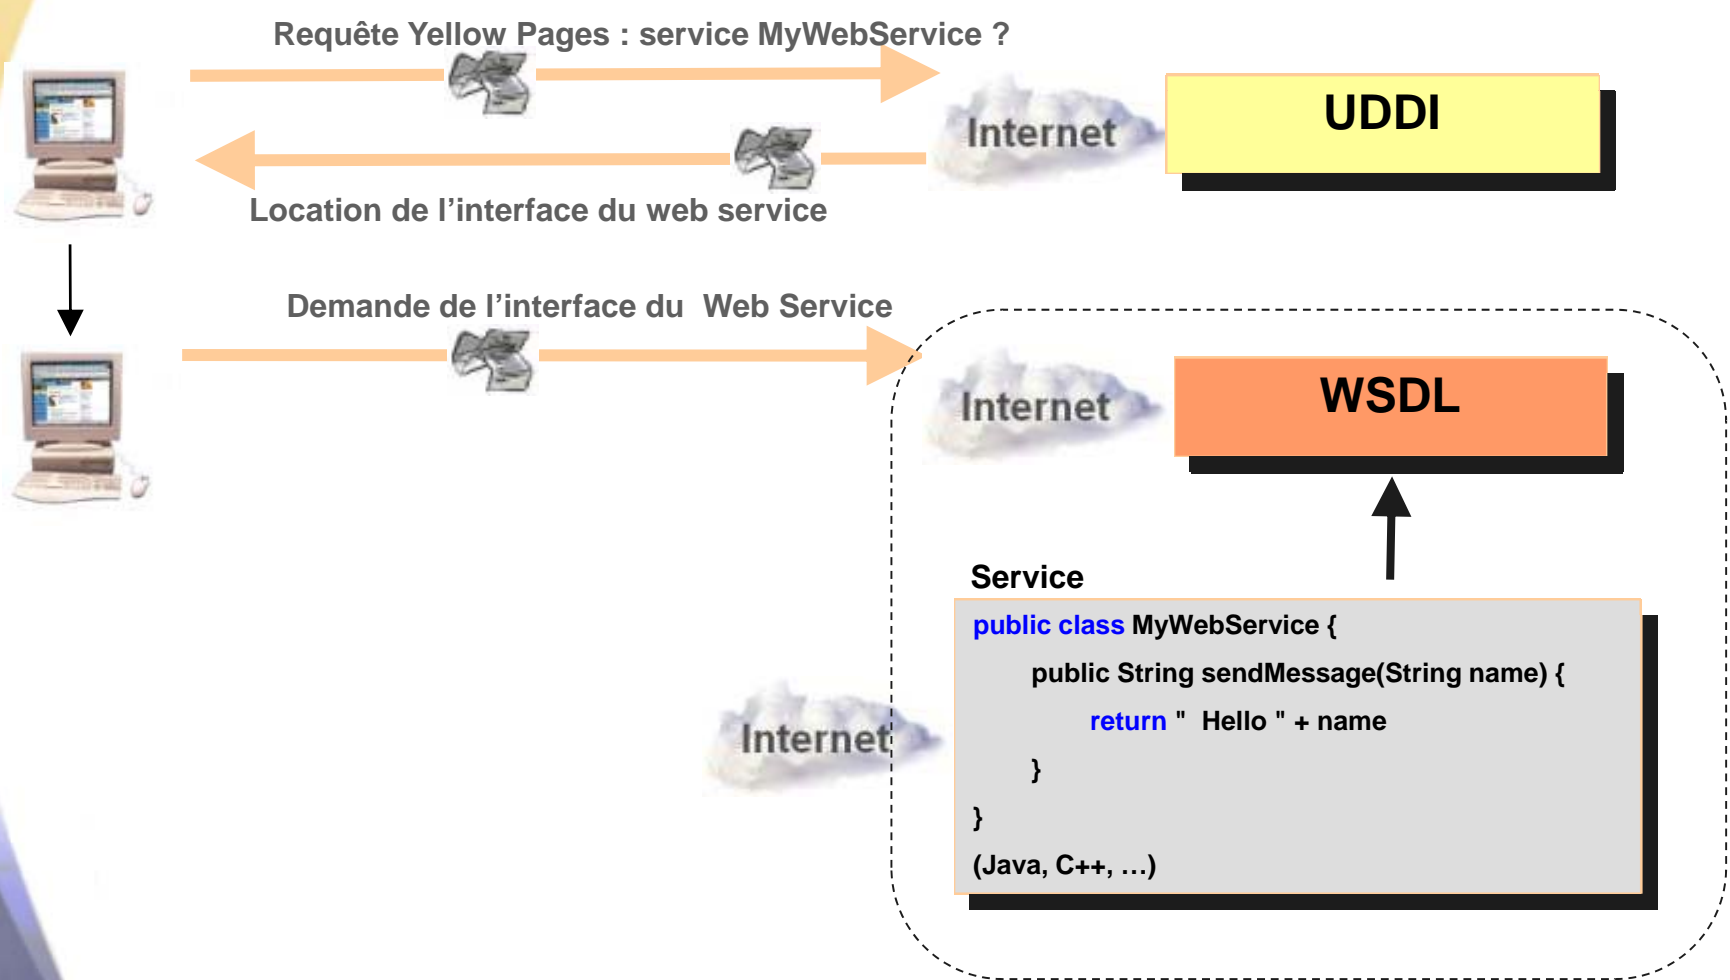 Requête Yellow Pages : service MyWebService ?
Internet
UDDI
Location de l’interface du web service
Demande de l’interface du  Web Service
Internet
WSDL
Service
public class MyWebService {
public String sendMessage(String name) {
return "  Hello " + name
Internet
}
}
(Java, C++, …)